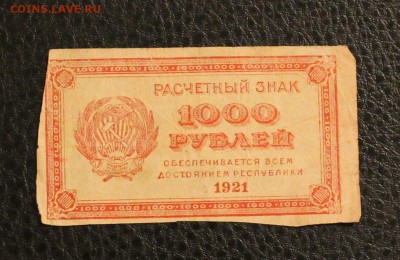 COINS.LAVE.RU
РАСЧЕТНЫЙ ЗНАК
1000
РУБЛЕЙ
ОБЕСПЕЧИВАЕТСЯ ВСЕМ
ДОСТОЯНИЕМ РЕСПУБЛИКИ
1921